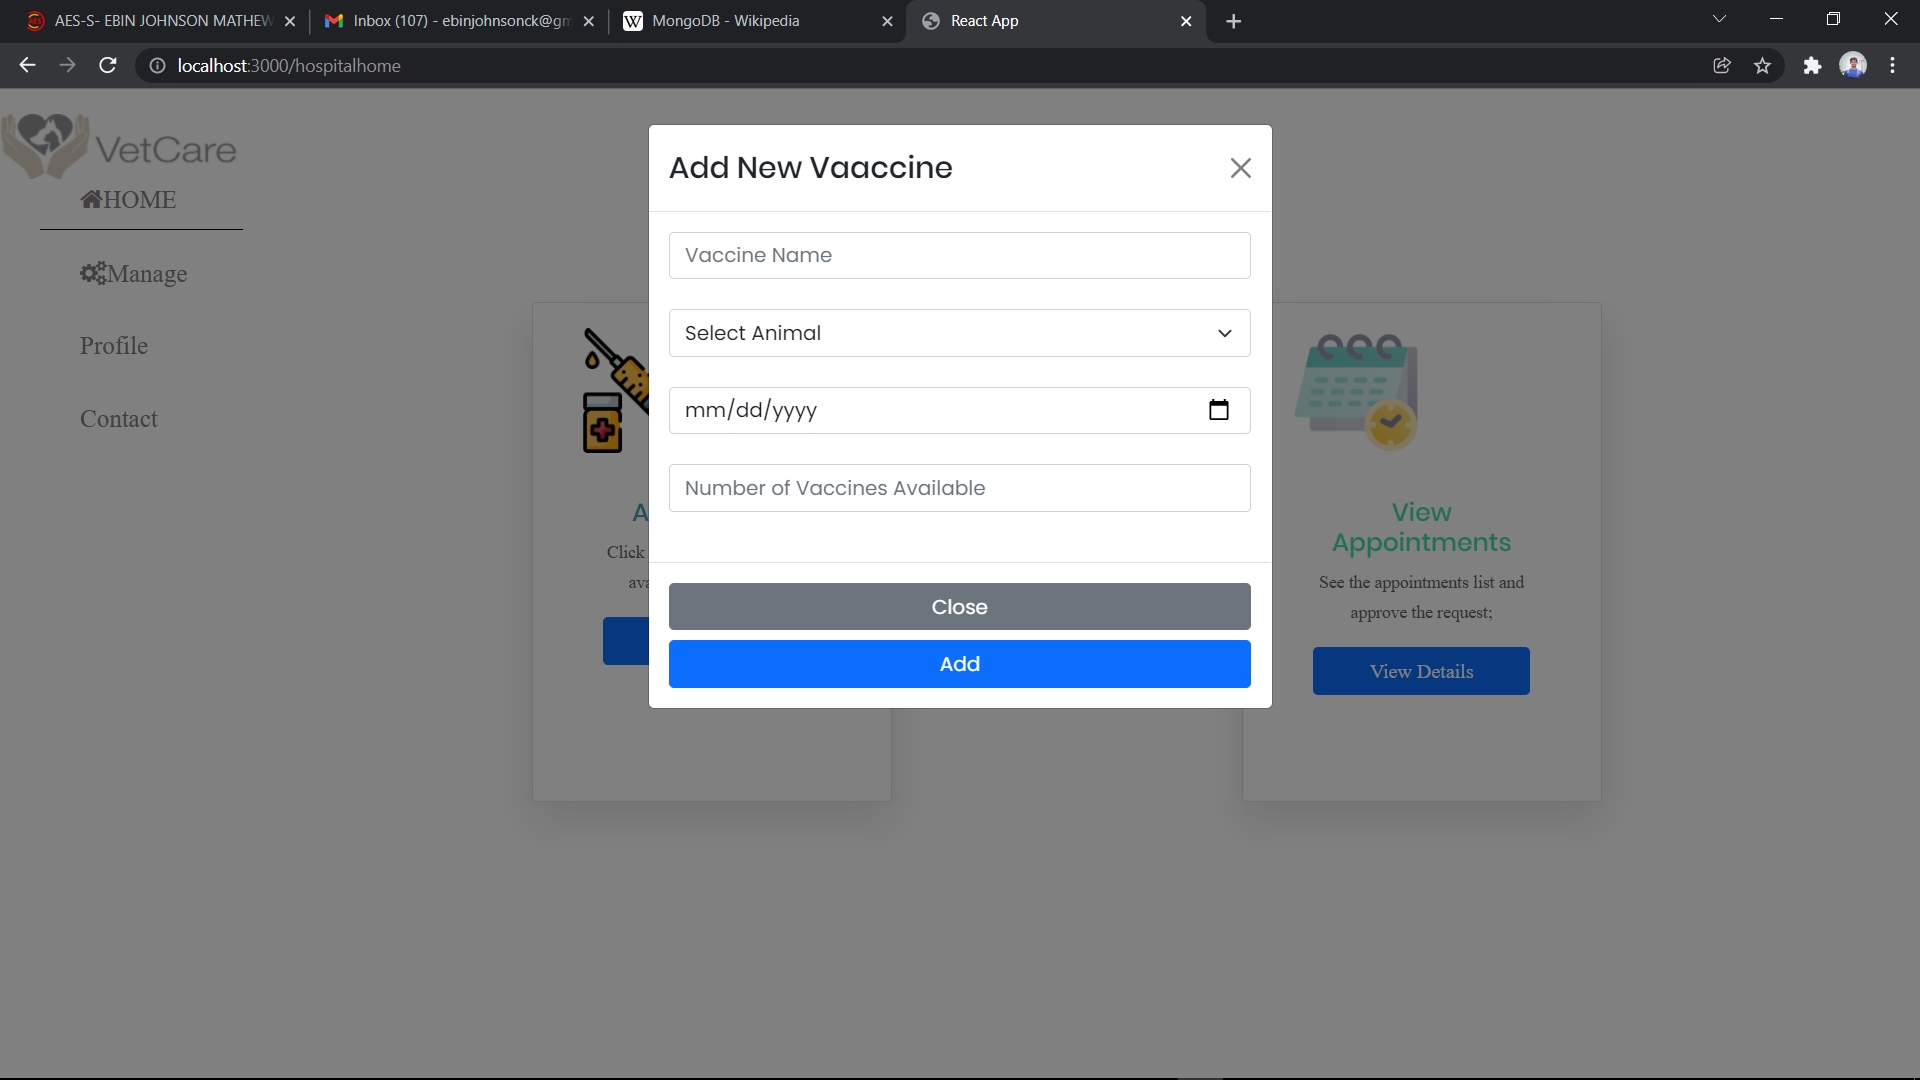 AES-S- EBIN JOHNSON MATHEW
Inbox (107) - ebinjohnsonck@gm
W MongoDB - Wikipedia
React App
localhost:3000/hospitalhome
VetCare
HOME
Manage
Profile
Contact
Add New Vaaccine
Vaccine Name
Select Animal
mm/dd/yyyy
Number of Vaccines Available
Close
Add
A
Click
ava
View
Appointments
See the appointments list and
approve the request;
View Details